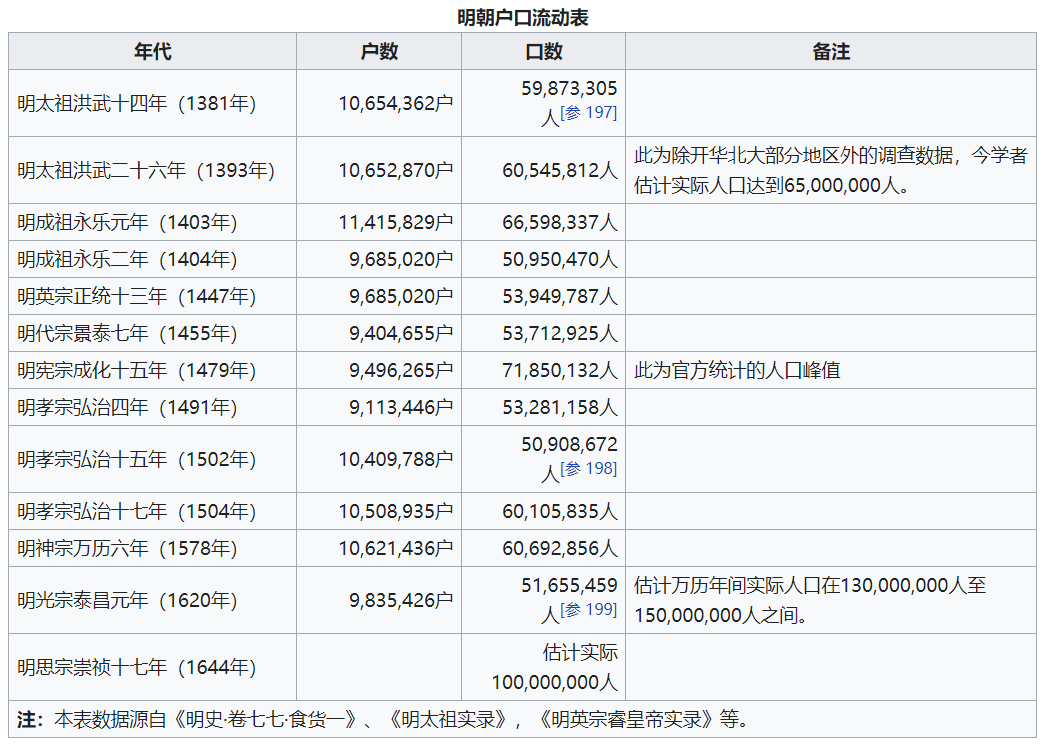 明朝户口流动表
年代 户数 口数 备注
明太祖洪武十四年（1381年） 10,654,362户 59,873,305
人[参 197]
明太祖洪武二十六年（1393年） 10,652,870户 60,545,812人 此为除开华北大部分地区外的调查数据，今学者
估计实际人口达到65,000,000人。
明成祖永乐元年（1403年） 11,415,829户 66,598,337人
明成祖永乐二年（1404年） 9,685,020户 50,950,470人
明英宗正统十三年（1447年） 9,685,020户 53,949,787人
明代宗景泰七年（1455年） 9,404,655户 53,712,925人
明宪宗成化十五年（1479年） 9,496,265户 71,850,132人 此为官方统计的人口峰值
明孝宗弘治四年（1491年） 9,113,446户 53,281,158人
明孝宗弘治十五年（1502年） 10,409,788户 50,908,672
人[参 198]
明孝宗弘治十七年（1504年） 10,508,935户 60,105,835人
明神宗万历六年（1578年） 10,621,436户 60,692,856人
明光宗泰昌元年（1620年） 9,835,426户 51,655,459
人[参 199]
估计万历年间实际人口在130,000,000人至
150,000,000人之间。
明思宗崇祯十七年（1644年） 估计实际
100,000,000人
注：本表数据源自《明史·卷七七·食货一》、《明太祖实录》，《明英宗睿皇帝实录》等。